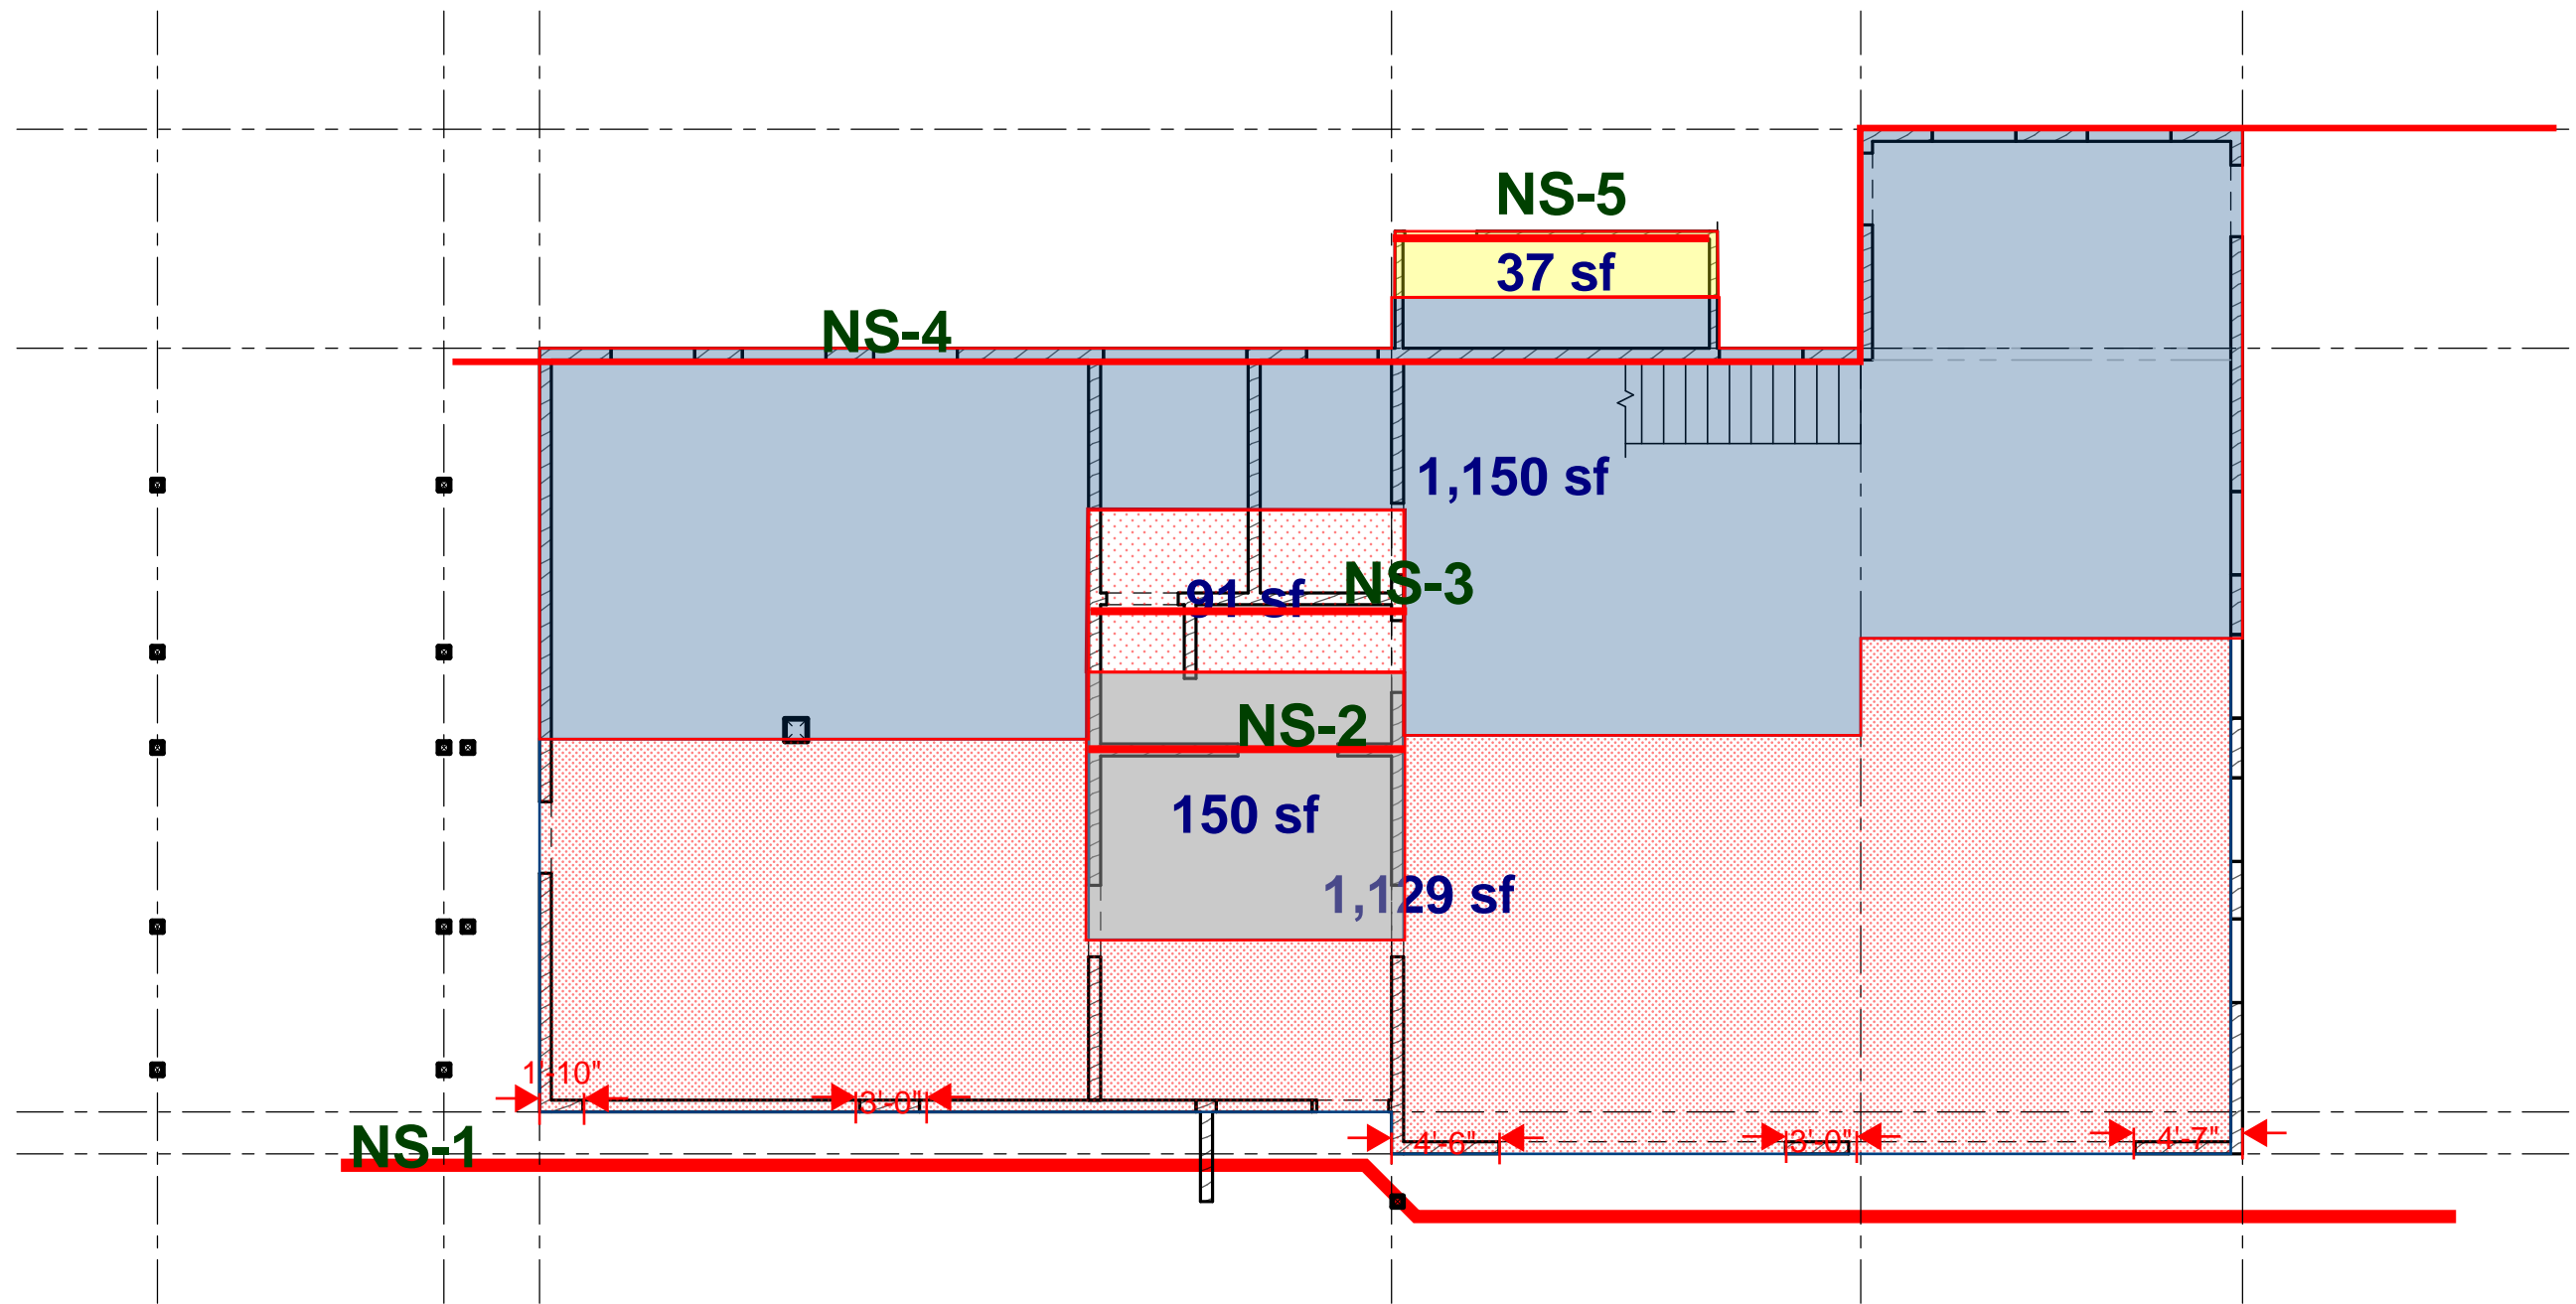 NS-5
37 sf
NS-4
1,150 sf
NS-3
91 sf
NS-2
150 sf
1,129 sf
1'-10"
3'-0"
NS-1
4'-6"
3'-0"
4'-7"